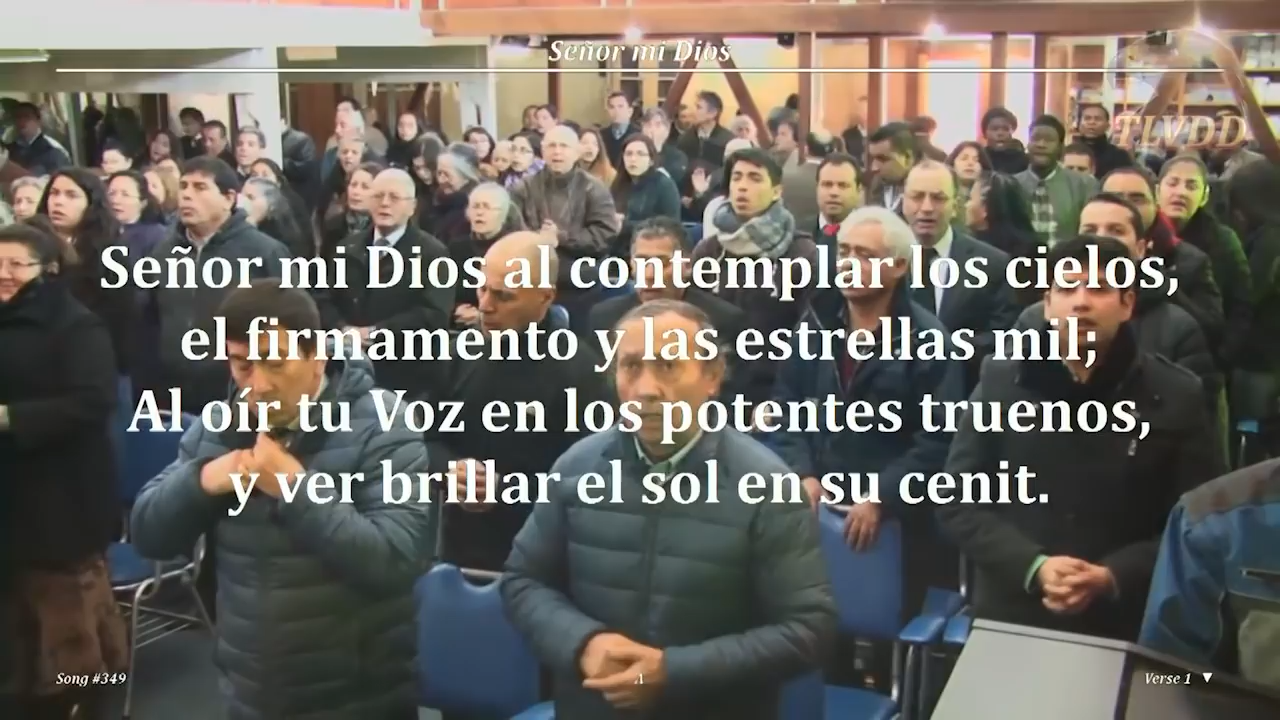 Señor mi Dios
TLVDD
Señor mi Dios al contemplar los cielos,
el firmamento y las estrellas mil;
Al oír tu Voz en los potentes truenos,
y ver brillar el sol en su cenit.
Song #349
A
Verse 1 ▼